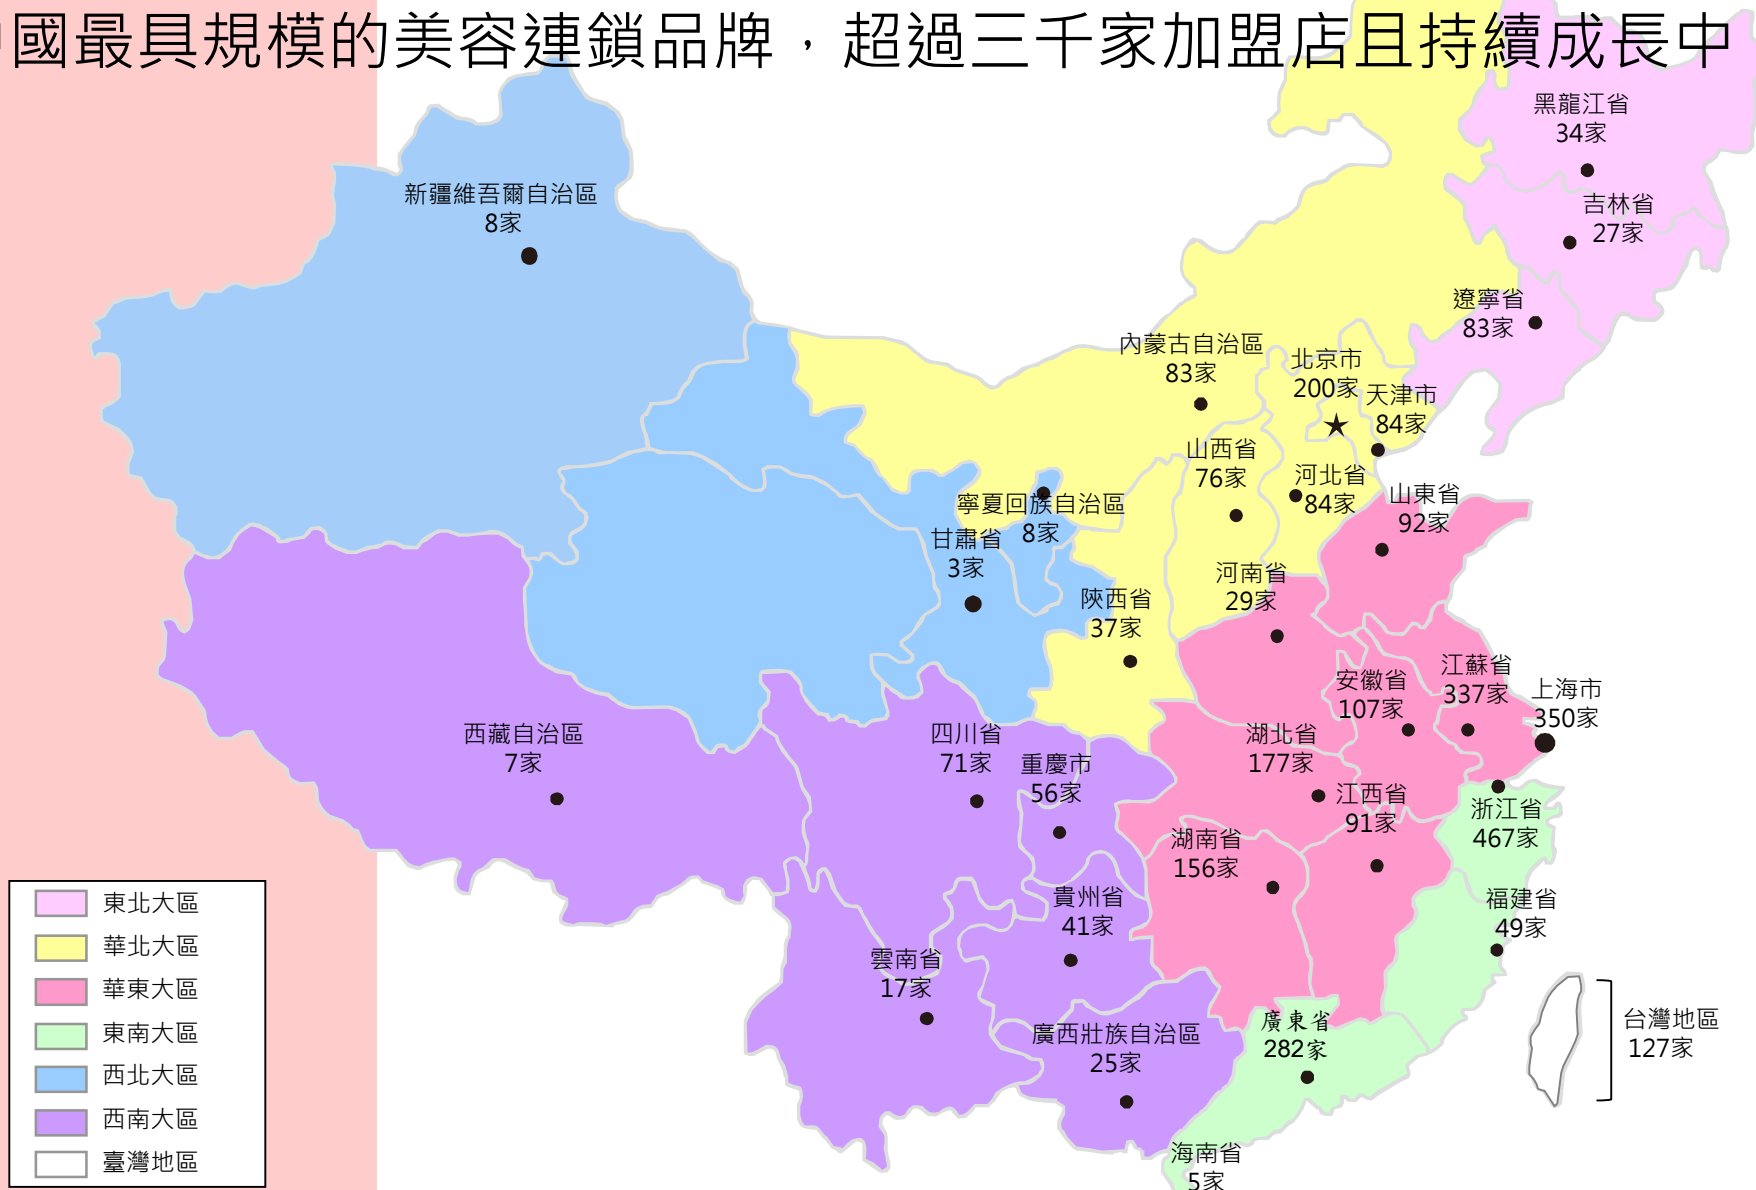 國最具規模的美容連鎖品牌，超過三千家加盟店且持續成長中
黑龍江省
34家
新疆維吾爾自治區
8家
吉林省
27家
遼寧省
83家
內蒙古自治區
83家
北京市
200家
天津市
84家
山西省
76家
河北省
84家
山東省
92家
寧夏回族自治區
8家
甘肅省
3家
河南省
29家
陝西省
37家
安徽省
107家
江蘇省
337家
上海市
350家
西藏自治區
7家
四川省
71家
重慶市
56家
湖北省
177家
江西省
91家
浙江省
467家
湖南省
156家
貴州省
41家
福建省
49家
雲南省
17家
廣西壯族自治區
25家
廣東省
282家
台灣地區
127家
海南省
5家
東北大區
華北大區
華東大區
東南大區
西北大區
西南大區
臺灣地區